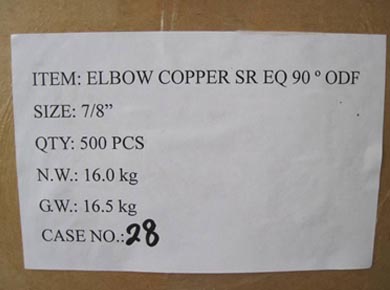 ITEM: ELBOW COPPER SR EQ 90 º ODF
SIZE: 7/8”
QTY: 500 PCS
N.W.: 16.0 kg
G.W.: 16.5 kg
CASE NO.:28